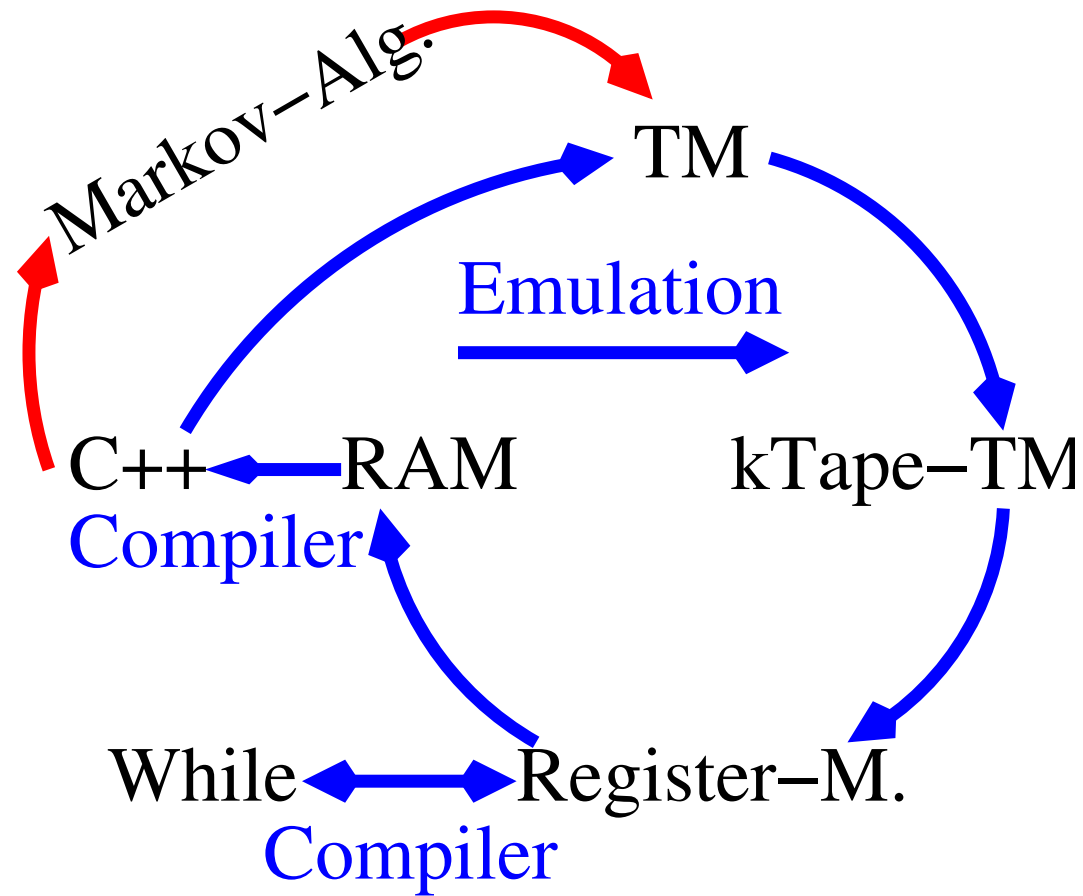 Markov–Alg.
TM
Emulation
C++
RAM
kTape–TM
Compiler
While
Register–M.
Compiler